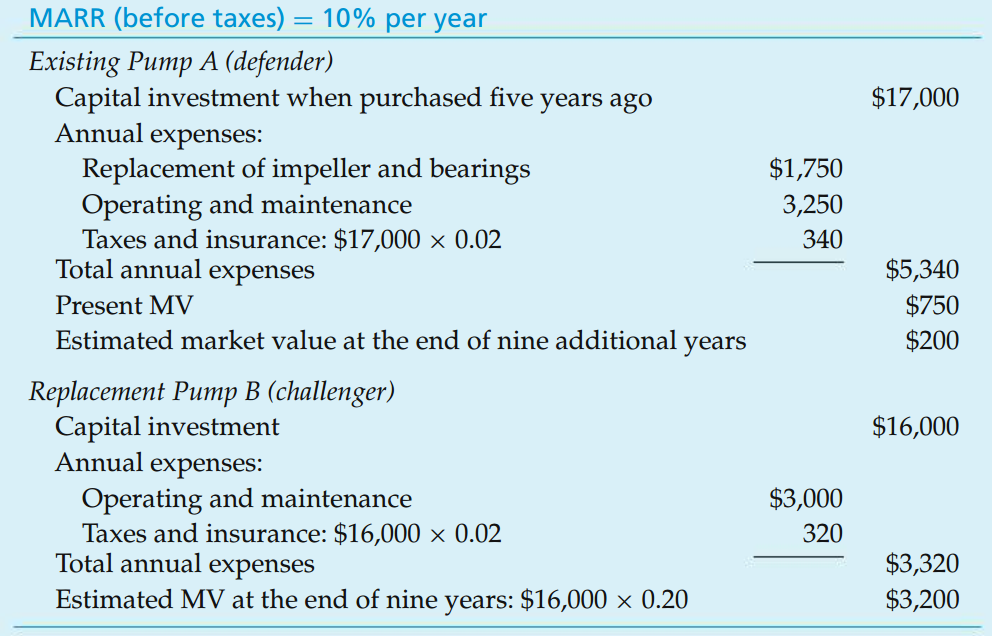 MARR (before taxes) = 10% per year
Existing Pump A (defender)
Capital investment when purchased five years ago $17,000
Annual expenses:
Replacement of impeller and bearings $1,750
Operating and maintenance 3,250
Taxes and insurance: $17,000 × 0.02 340
Total annual expenses $5,340
Present MV $750
Estimated market value at the end of nine additional years $200
Replacement Pump B (challenger)
Capital investment $16,000
Annual expenses:
Operating and maintenance $3,000
Taxes and insurance: $16,000 × 0.02 320
Total annual expenses $3,320
Estimated MV at the end of nine years: $16,000 × 0.20 $3,200